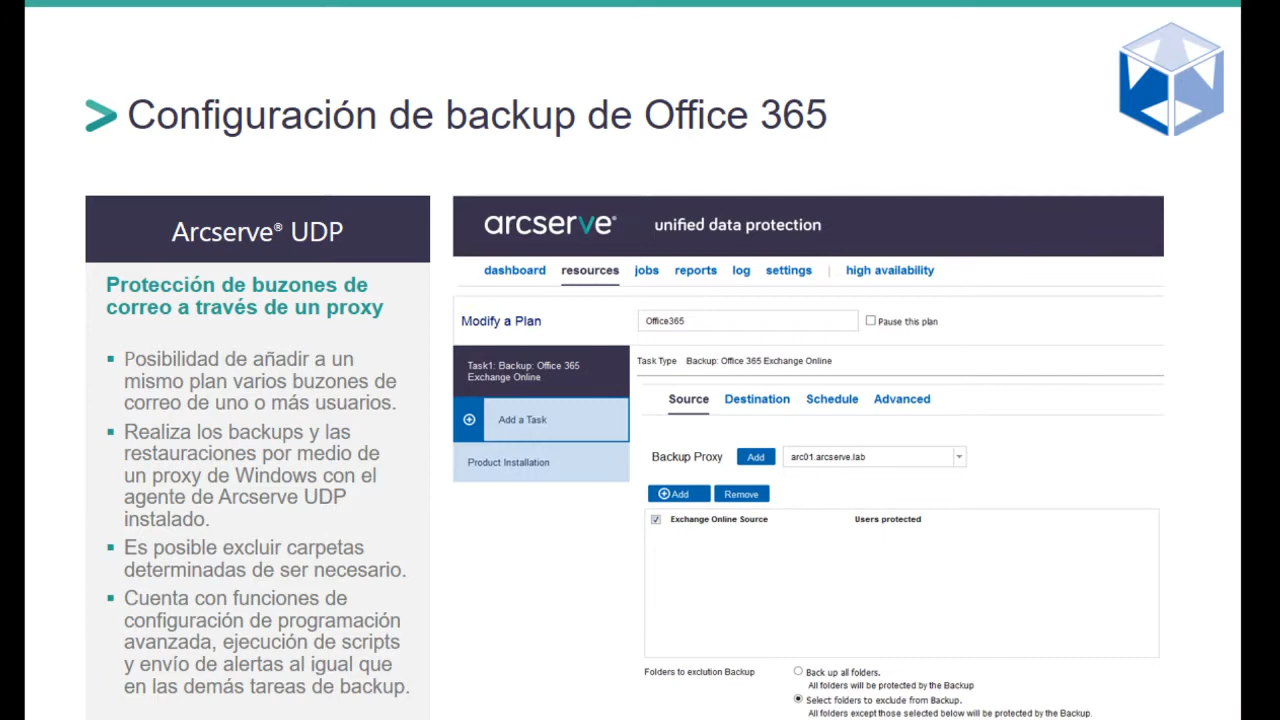 Configuración de backup de Office 365
Arcserve® UDP
Protección de buzones de
correo a través de un proxy
Posibilidad de añadir a un
mismo plan varios buzones de
correo de uno o más usuarios.
Realiza los backups y las
restauraciones por medio de
un proxy de Windows con el
agente de Arcserve UDP
instalado.
Es posible excluir carpetas
determinadas de ser necesario.
Cuenta con funciones de
configuración de programación
avanzada, ejecución de scripts
y envío de alertas al igual que
en las demás tareas de backup.
arcserve® unified data protection
dashboard resources jobs reports log settings | high availability
Modify a Plan Office365 Pause this plan
Task1: Backup: Office 365
Exchange Online
Add a Task
Product Installation
Task Type Backup: Office 365 Exchange Online
Source Destination Schedule Advanced
Backup Proxy Add arc01.arcserve.lab
Add Remove
Exchange Online Source Users protected
Folders to exclution Backup Back up all folders.
All folders will be protected by the Backup
Select folders to exclude from Backup.
All folders except those selected below will be protected by the Backup.